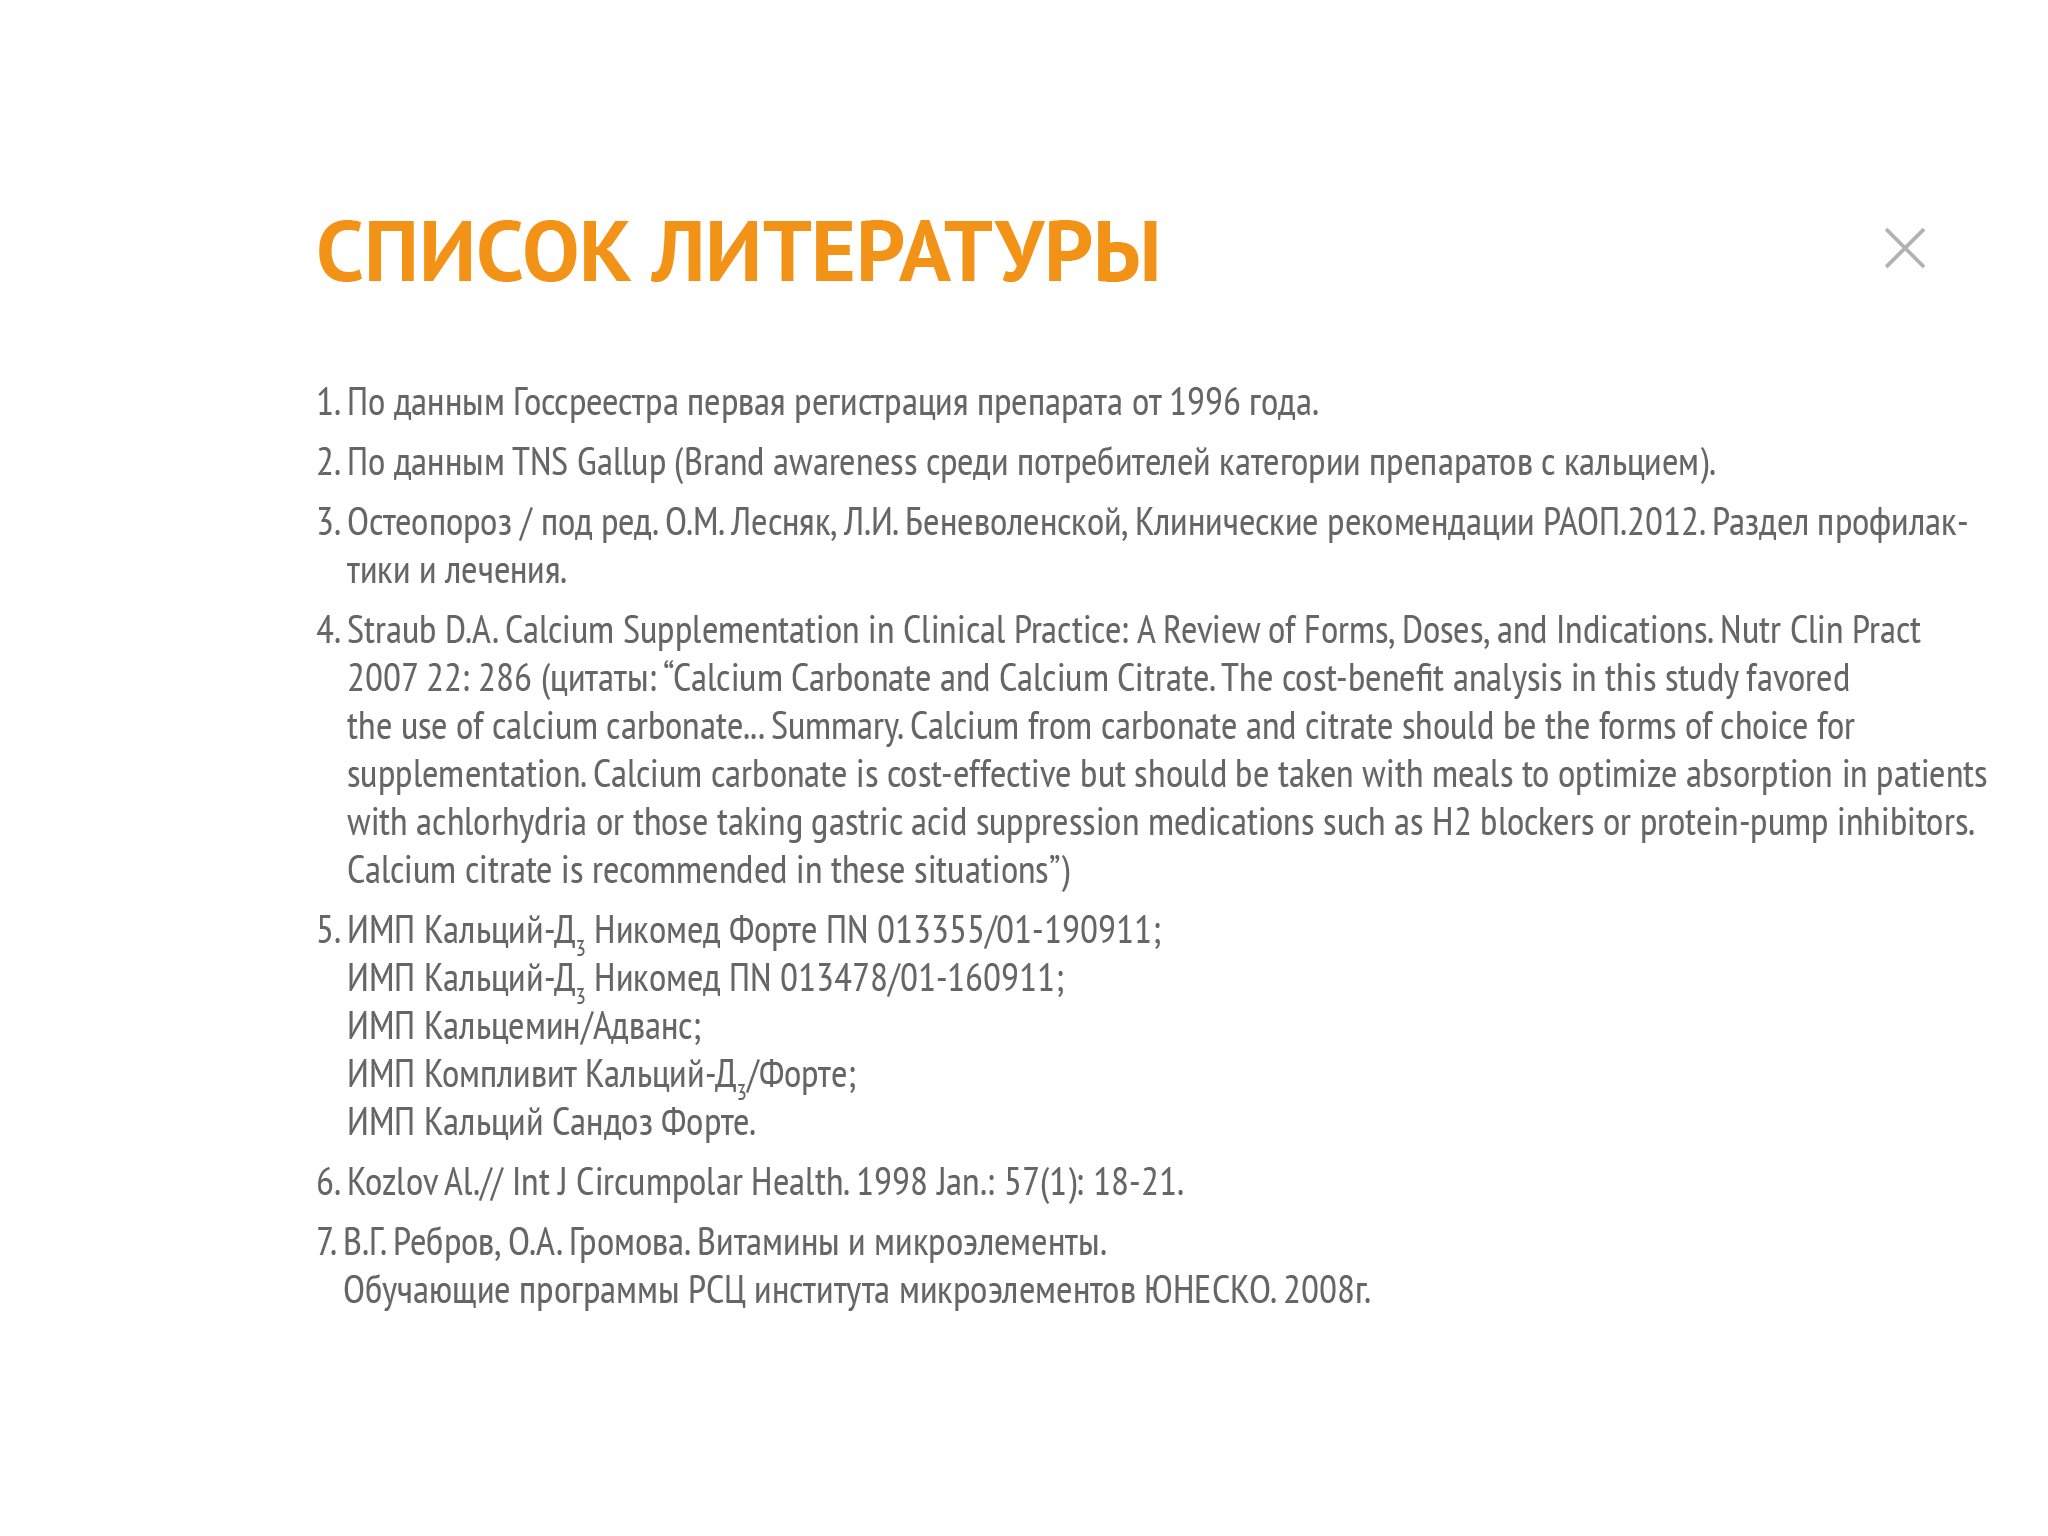 СПИСОК ЛИТЕРАТУРЫ
1. По данным Госсреестра первая регистрация препарата от 1996 года.
2. По данным TNS Gallup (Brand awareness среди потребителей категории препаратов с кальцием).
3. Остеопороз / под ред. О.М. Лесняк, Л.И. Беневоленской, Клинические рекомендации РАОП.2012. Раздел профилак-
тики и лечения.
4. Straub D.A. Calcium Supplementation in Clinical Practice: A Review of Forms, Doses, and Indications. Nutr Clin Pract
2007 22: 286 (цитаты: “Calcium Carbonate and Calcium Citrate. The cost-benefit analysis in this study favored
the use of calcium carbonate... Summary. Calcium from carbonate and citrate should be the forms of choice for
supplementation. Calcium carbonate is cost-effective but should be taken with meals to optimize absorption in patients
with achlorhydria or those taking gastric acid suppression medications such as H2 blockers or protein-pump inhibitors.
Calcium citrate is recommended in these situations”)
5. ИМП Кальций-Д₃ Никомед Форте ПN 013355/01-190911;
ИМП Кальций-Д₃ Никомед ПN 013478/01-160911;
ИМП Кальцемин/Адванс;
ИМП Компливит Кальций-Д₃/Форте;
ИМП Кальций Сандоз Форте.
6. Kozlov Al.// Int J Circumpolar Health. 1998 Jan.: 57(1): 18-21.
7. В.Г. Ребров, О.А. Громова. Витамины и микроэлементы.
Обучающие программы РСЦ института микроэлементов ЮНЕСКО. 2008г.